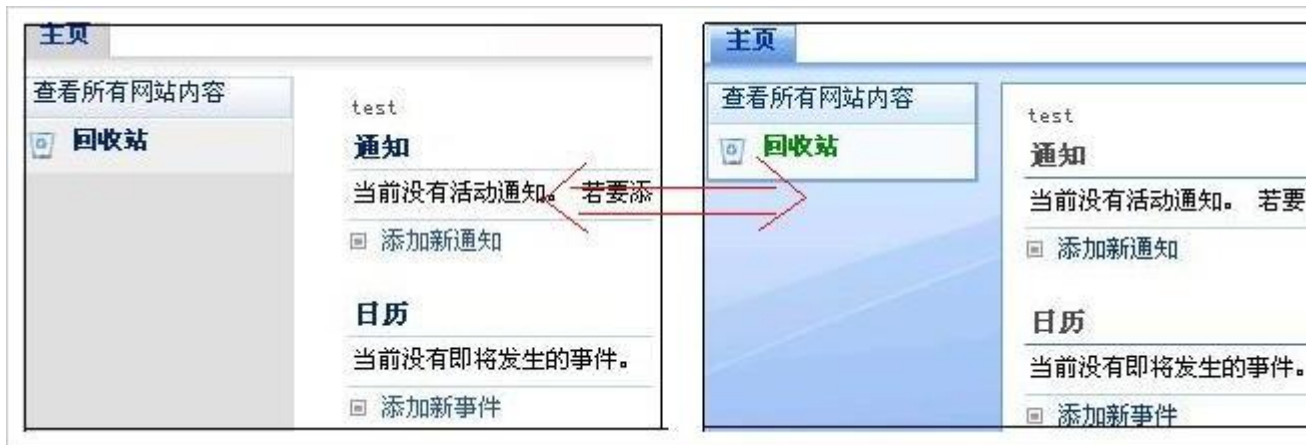 主页
查看所有网站内容
回收站
test
通知
当前没有活动通知。 若要添
添加新通知
日历
当前没有即将发生的事件。
添加新事件
主页
查看所有网站内容
回收站
test
通知
当前没有活动通知。 若要
添加新通知
日历
当前没有即将发生的事件。
添加新事件